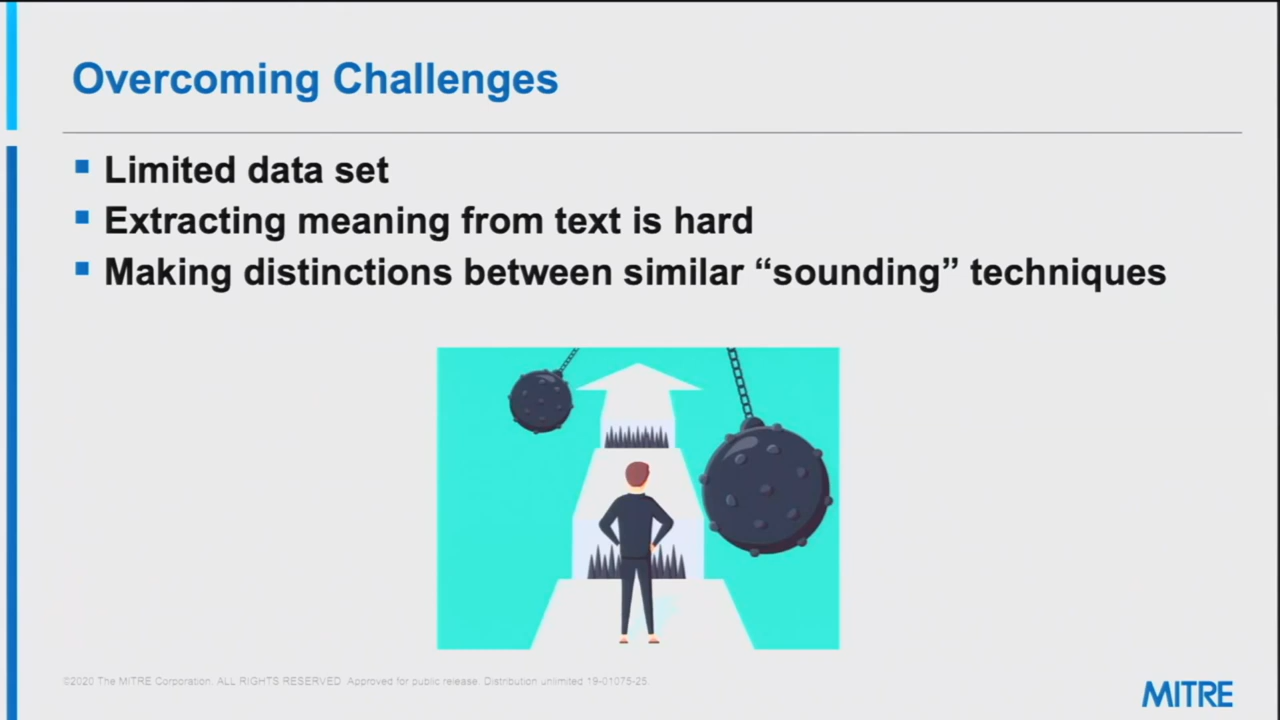 Overcoming Challenges
Limited data set
Extracting meaning from text is hard
Making distinctions between similar “sounding” techniques
©2020 The MITRE Corporation. ALL RIGHTS RESERVED. Approved for public release. Distribution unlimited 19-01075-25.
MITRE